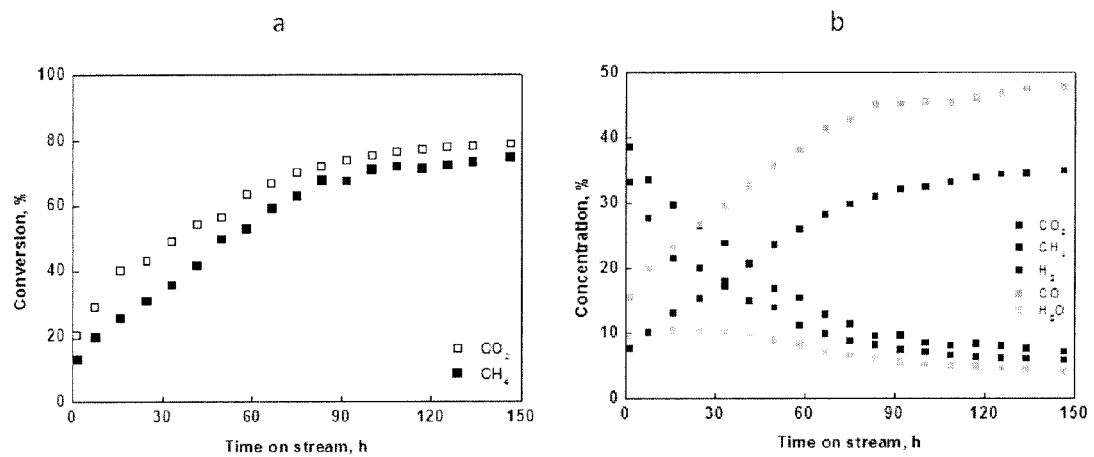 a
b
100
80
60
40
20
0
Conversion, %
CO2
CH4
0 30 60 90 120 150
Time on stream, h
50
40
30
20
10
0
Concentration, %
CO2
CH4
H2
CO
H2O
0 30 60 90 120 150
Time on stream, h